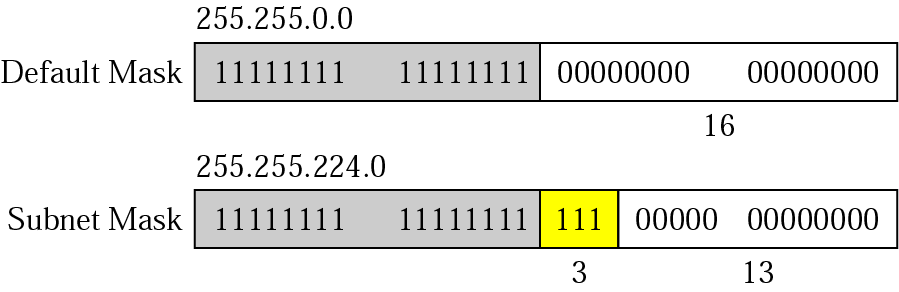 255.255.0.0
Default Mask 11111111 11111111 00000000 00000000
16
255.255.224.0
Subnet Mask 11111111 11111111 111 00000 00000000
3 13